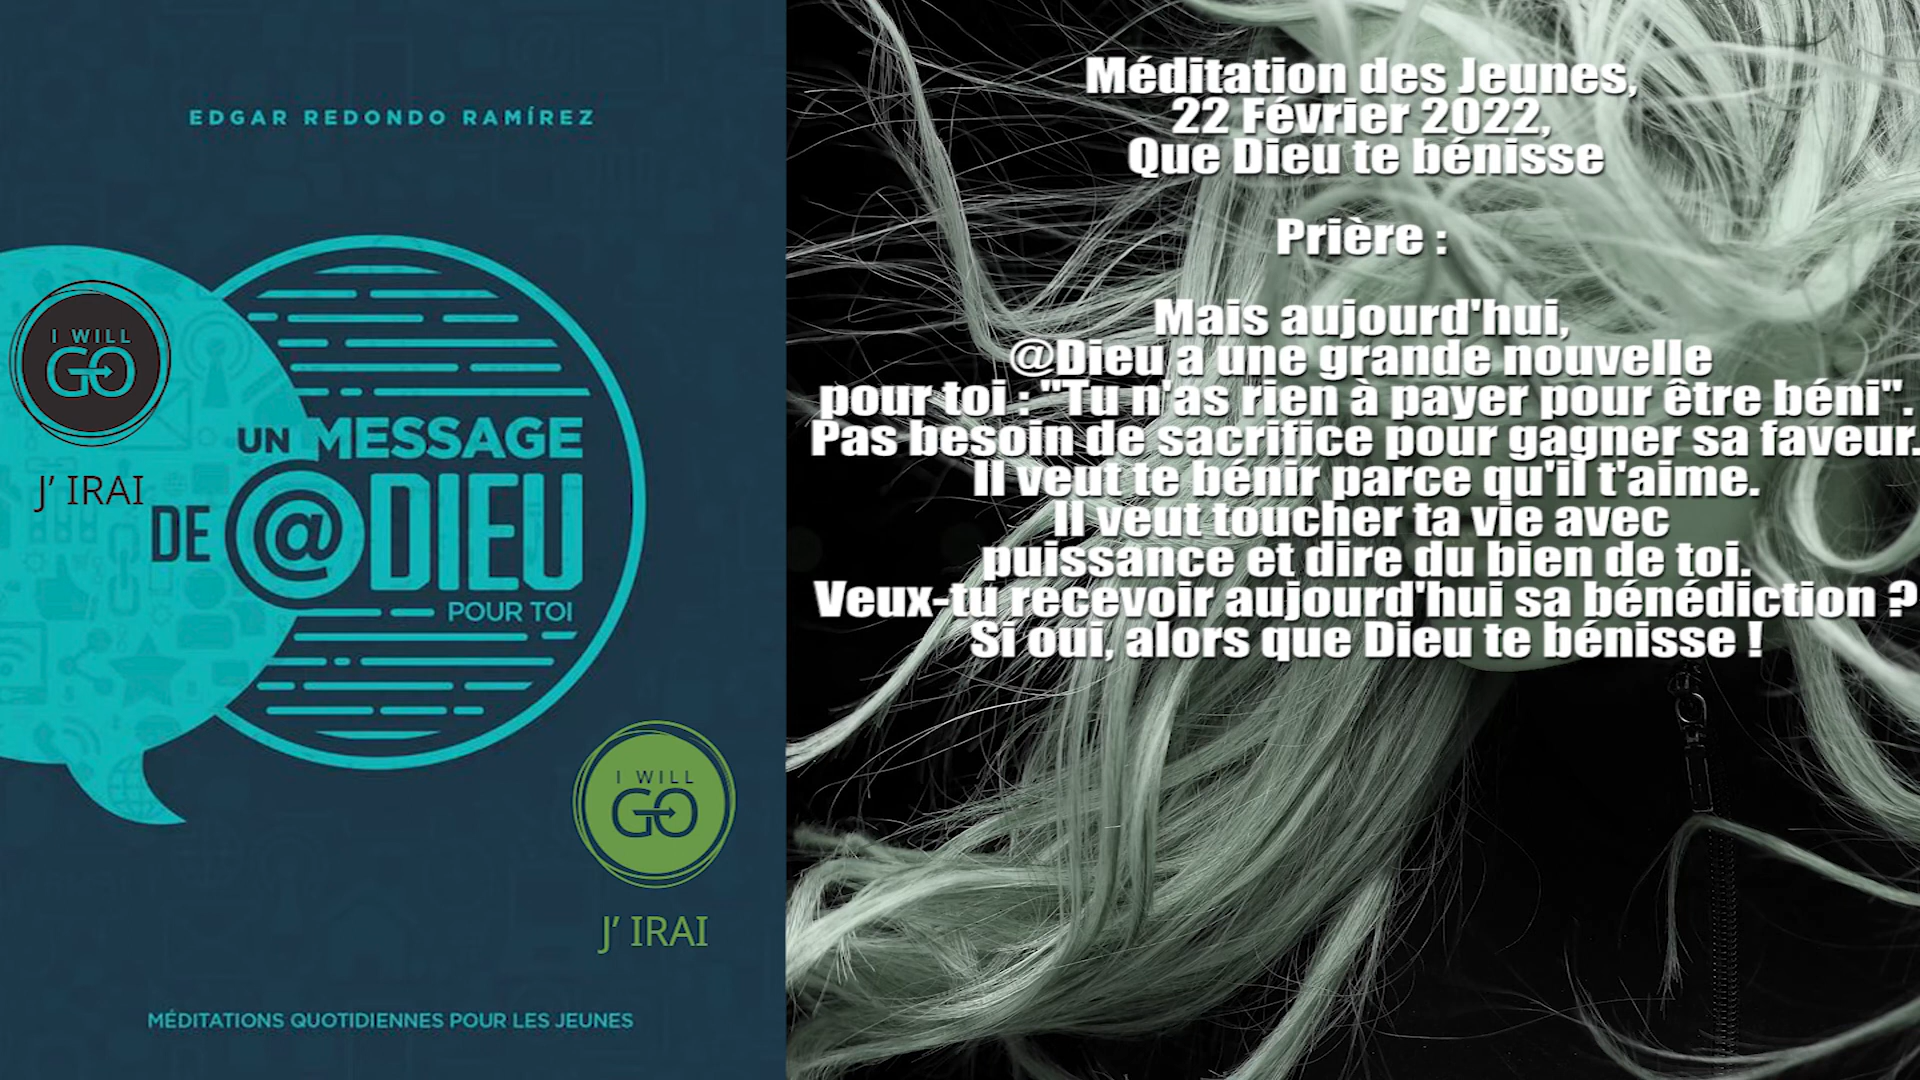 EDGAR REDONDO RAMÍREZ
I WILL
GO
J' IRAI
UN MESSAGE
DE @DIEU
POUR TOI
I WILL
GO
J' IRAI
MÉDITATIONS QUOTIDIENNES POUR LES JEUNES
Méditation des Jeunes,
22 Février 2022,
Que Dieu te bénisse
Prière :
Mais aujourd'hui,
@Dieu a une grande nouvelle
pour toi : "Tu n'as rien à payer pour être béni".
Pas besoin de sacrifice pour gagner sa faveur.
Il veut te bénir parce qu'il t'aime.
Il veut toucher ta vie avec
puissance et dire du bien de toi.
Veux-tu recevoir aujourd'hui sa bénédiction ?
Si oui, alors que Dieu te bénisse !